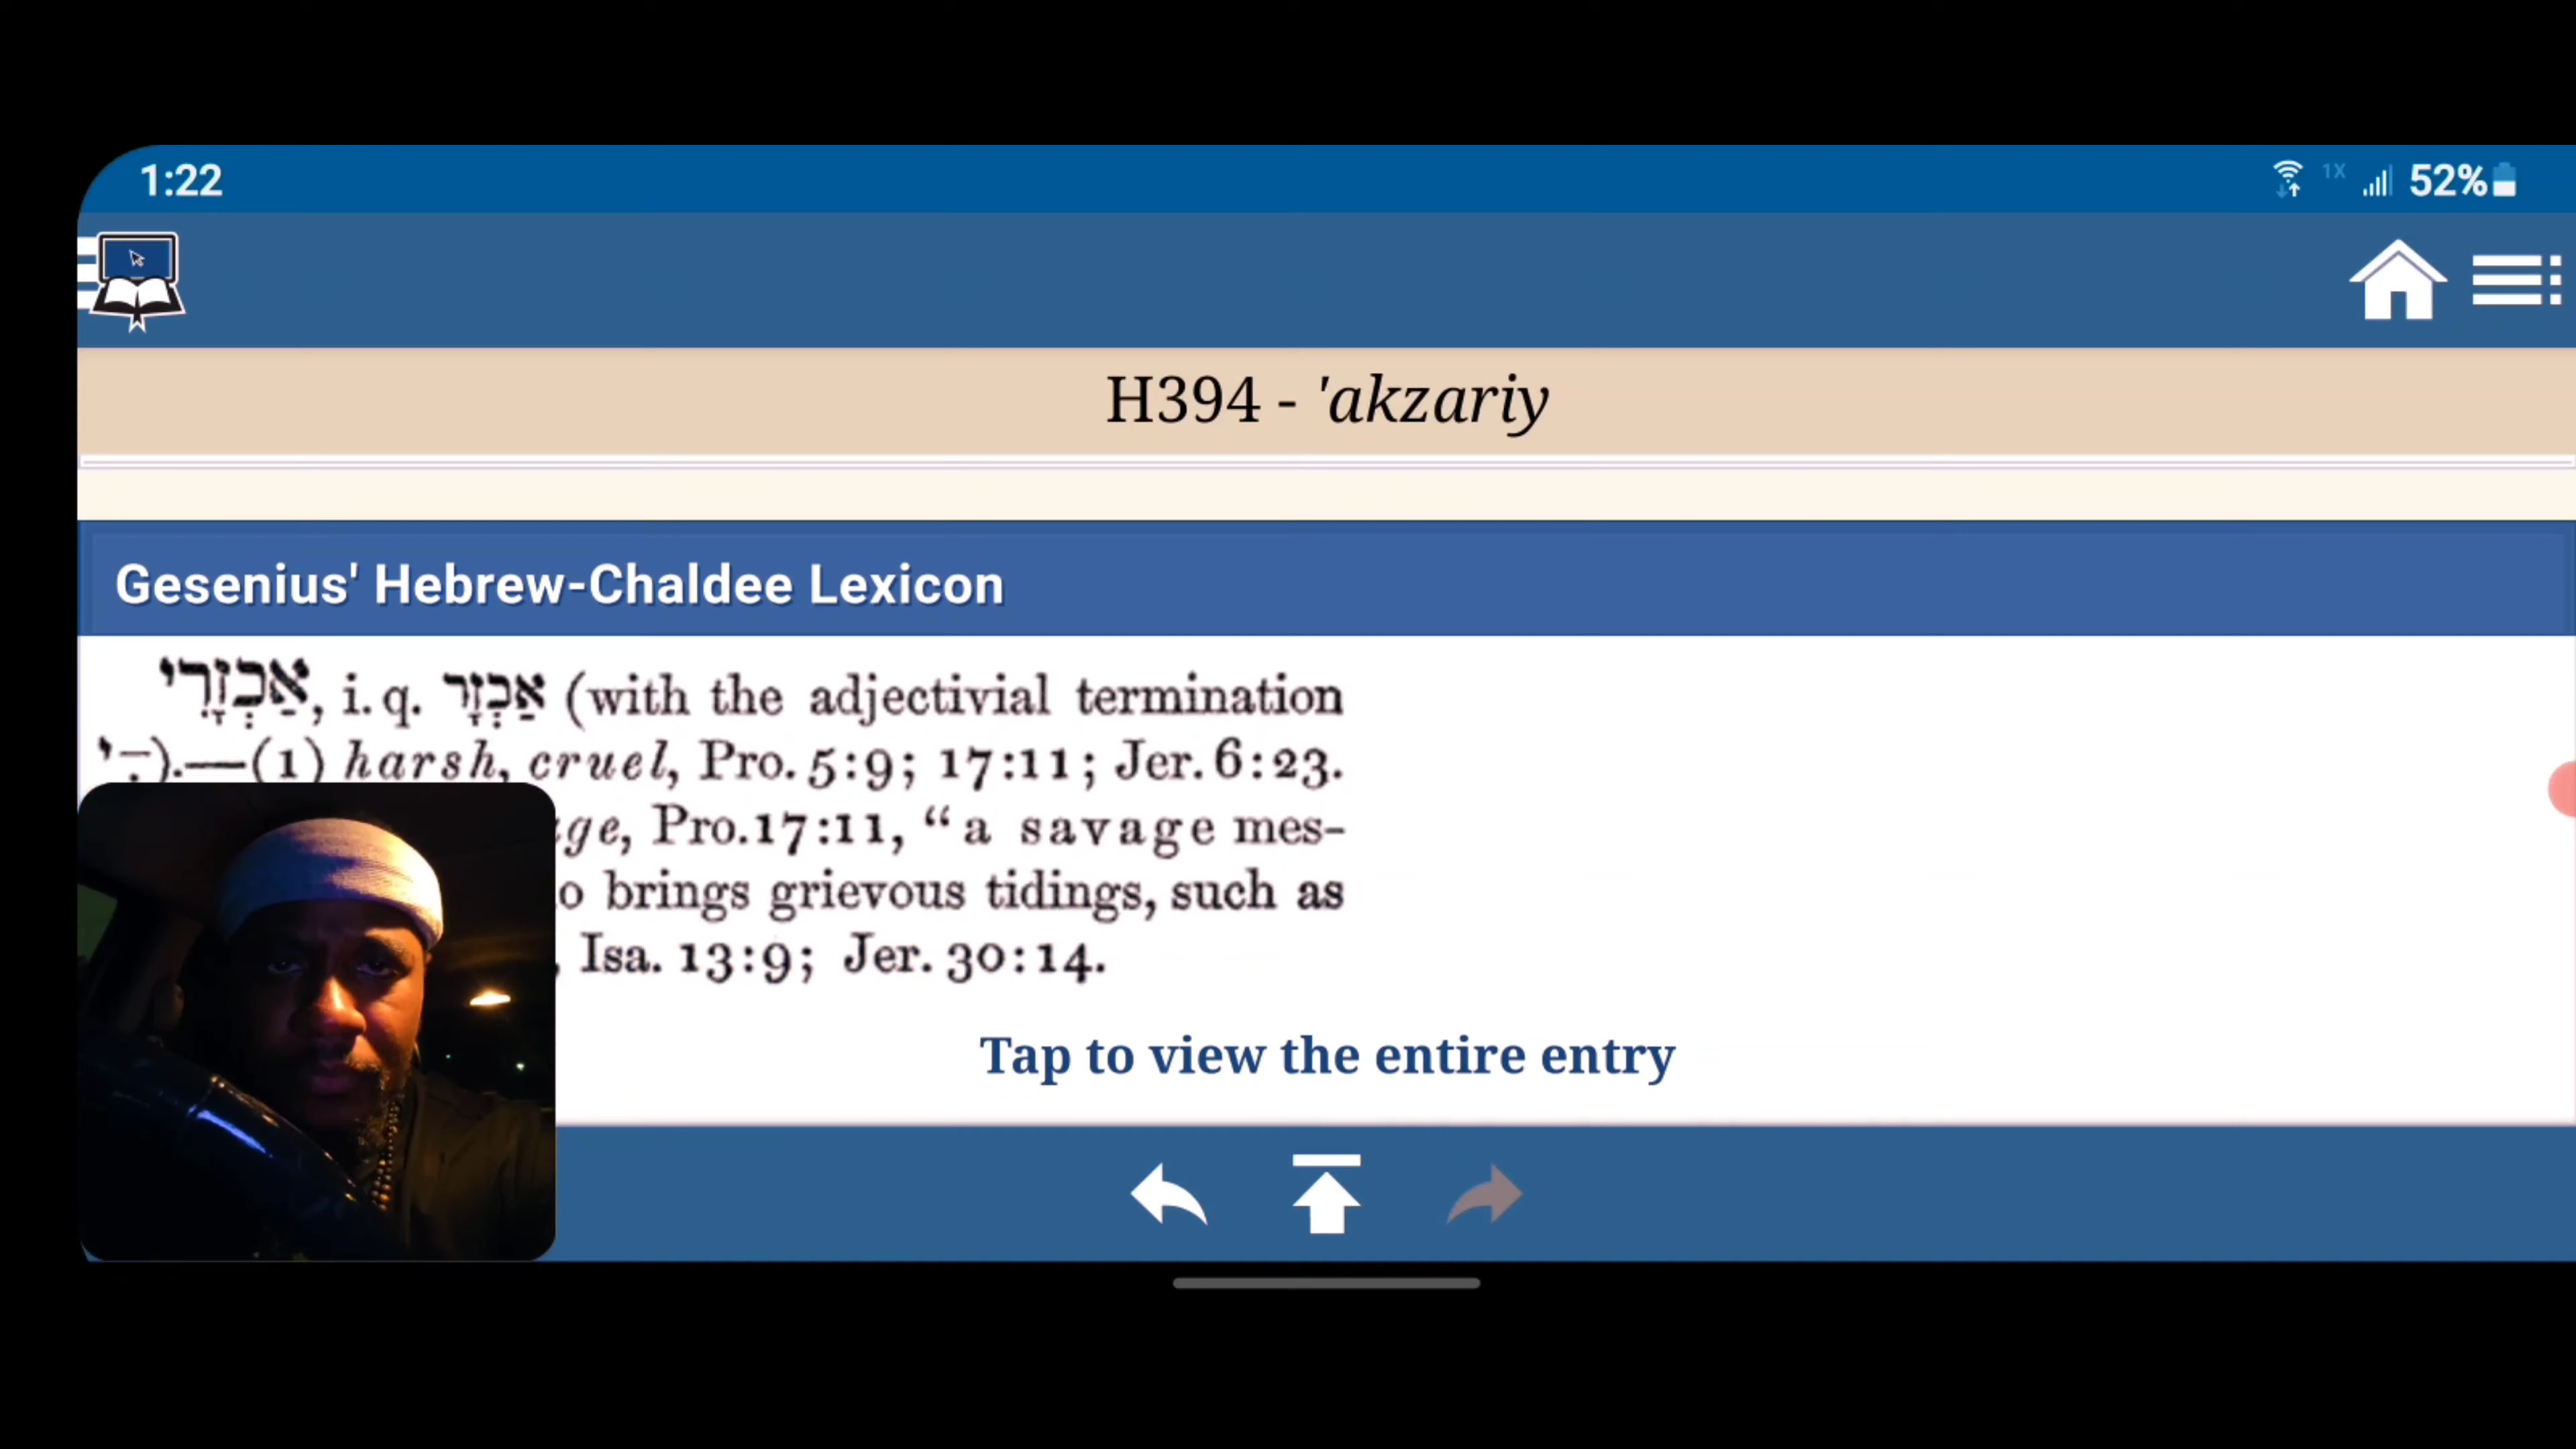 1:22
1X 52%
H394 - 'akzariy
Gesenius' Hebrew-Chaldee Lexicon
אַכְזָרִי, i. q. אַכְזָר (with the adjectivial termination
ִ־י).—(1) harsh, cruel, Pro. 5:9; 17:11; Jer. 6:23.
ge, Pro.17:11, “a savage mes-
o brings grievous tidings, such as
, Isa. 13:9; Jer. 30:14.
Tap to view the entire entry